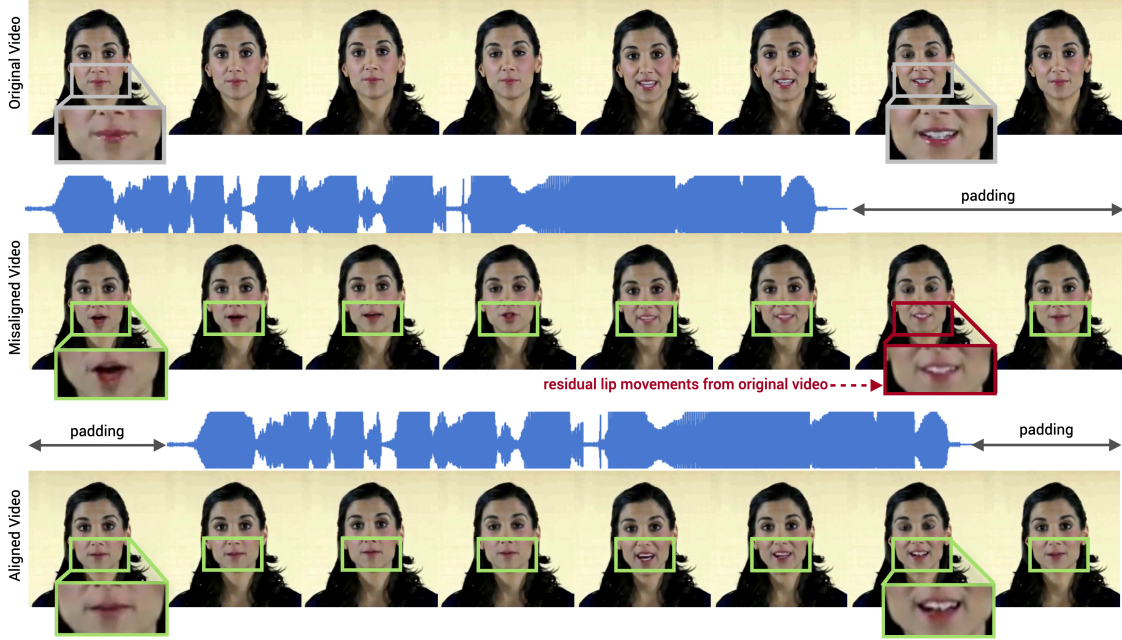 Original Video
padding
Misaligned Video
residual lip movements from original video
padding
padding
Aligned Video